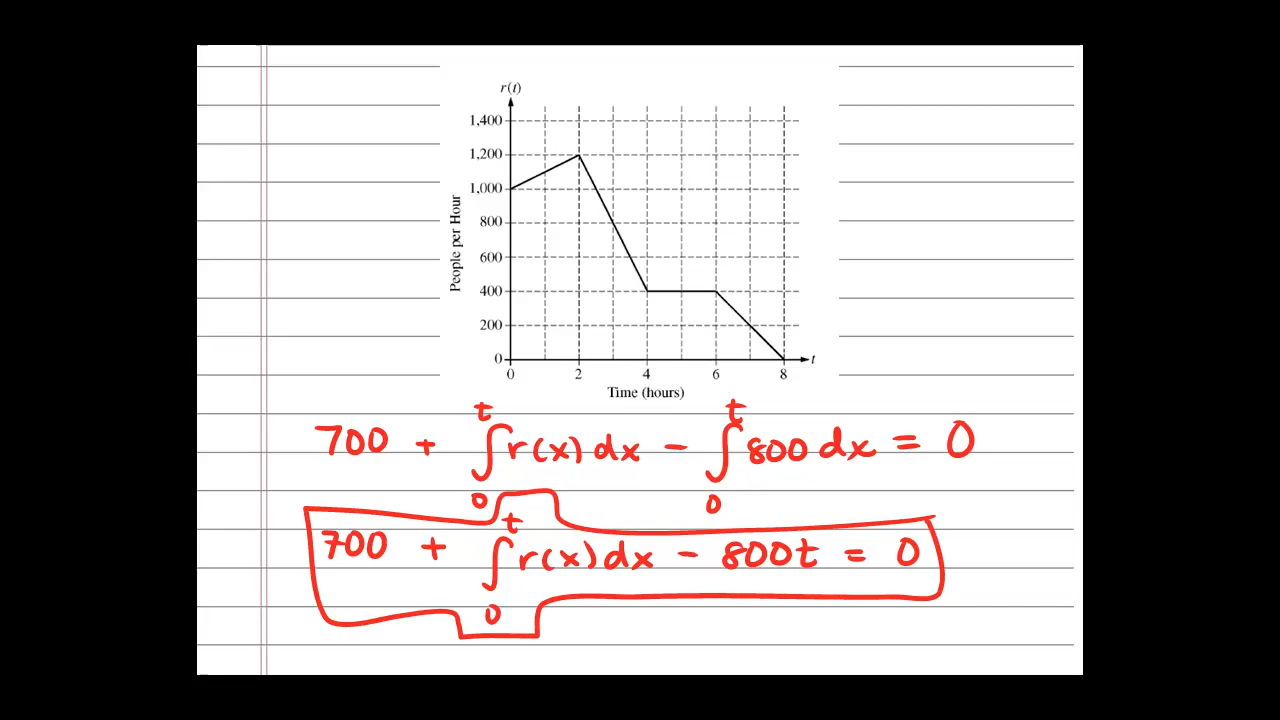 r(t)
1,400
1,200
1,000
800
600
400
200
0
People per Hour
0 2 4 6 8 t
Time (hours)
700 + ∫₀ᵗ r(x) dx − ∫₀ᵗ 800 dx = 0
700 + ∫₀ᵗ r(x) dx − 800t = 0